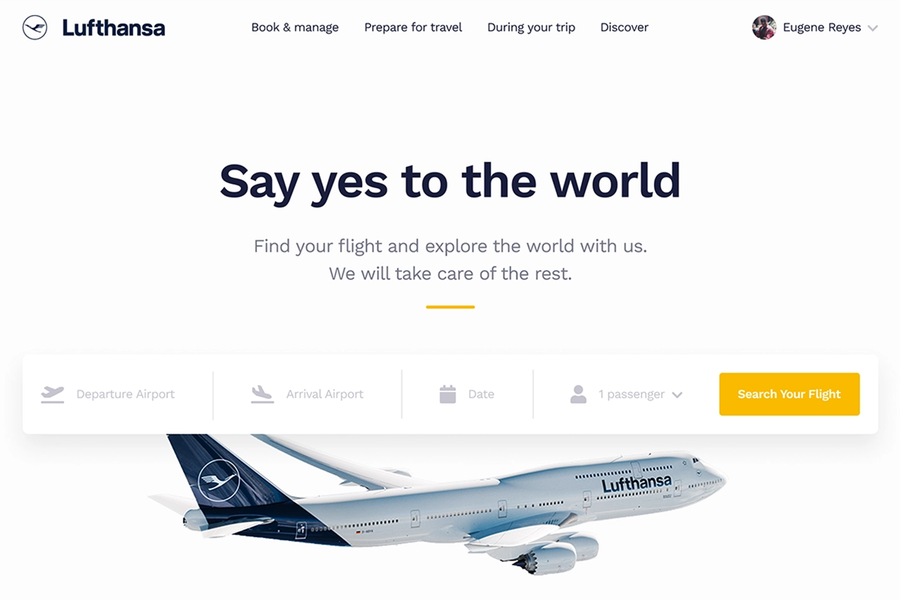 Lufthansa
Book & manage
Prepare for travel
During your trip
Discover
Eugene Reyes
Say yes to the world
Find your flight and explore the world with us.
We will take care of the rest.
Departure Airport
Arrival Airport
Date
1 passenger
Search Your Flight
Lufthansa